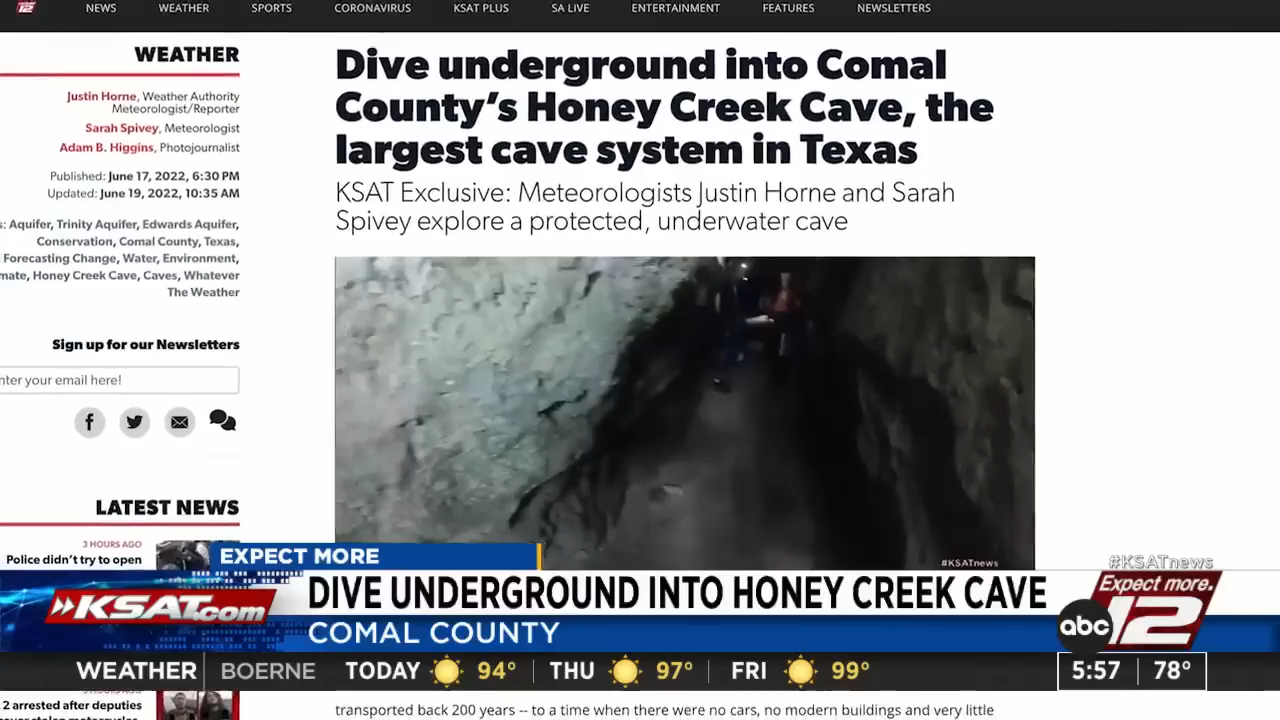 12
NEWS
WEATHER
SPORTS
CORONAVIRUS
KSAT PLUS
SA LIVE
ENTERTAINMENT
FEATURES
NEWSLETTERS
WEATHER
Justin Horne, Weather Authority
Meteorologist/Reporter
Sarah Spivey, Meteorologist
Adam B. Higgins, Photojournalist
Published: June 17, 2022, 6:30 PM
Updated: June 19, 2022, 10:35 AM
s: Aquifer, Trinity Aquifer, Edwards Aquifer,
Conservation, Comal County, Texas,
Forecasting Change, Water, Environment,
mate, Honey Creek Cave, Caves, Whatever
The Weather
Sign up for our Newsletters
nter your email here!
LATEST NEWS
3 HOURS AGO
Police didn't try to open
Dive underground into Comal
County's Honey Creek Cave, the
largest cave system in Texas
KSAT Exclusive: Meteorologists Justin Horne and Sarah
Spivey explore a protected, underwater cave
#KSATnews
#KSATnews
EXPECT MORE
KSAT.com
DIVE UNDERGROUND INTO HONEY CREEK CAVE
COMAL COUNTY
Expect more.
abc 12
WEATHER BOERNE TODAY 94° THU 97° FRI 99°
5:57 78°
HOURS AGO
2 arrested after deputies
transported back 200 years -- to a time when there were no cars, no modern buildings and very little